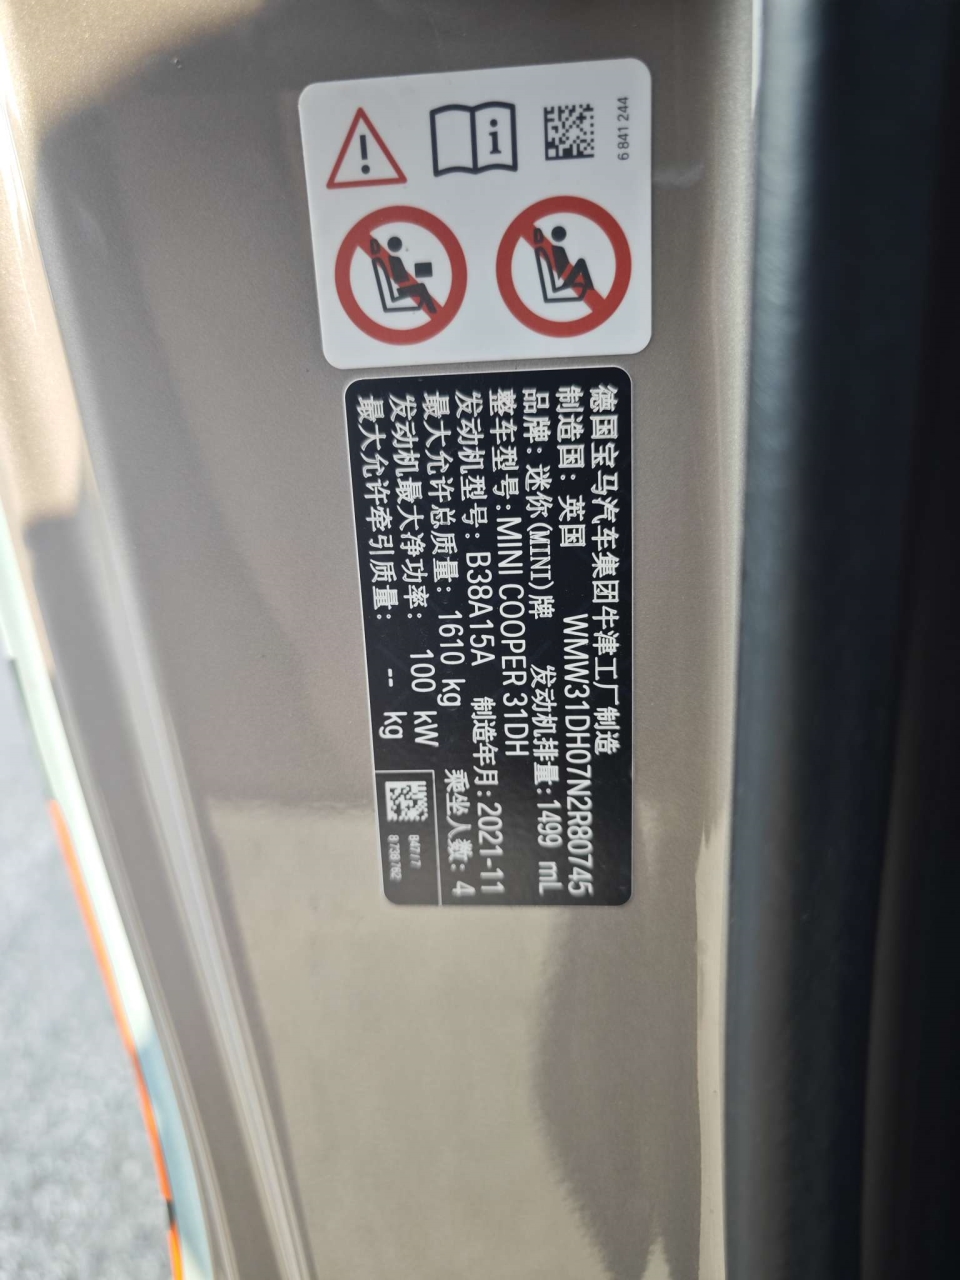 6 841 244
德国宝马汽车集团牛津工厂制造
制造国：英国 WMW31DH07N2R80745
品牌：迷你(MINI)牌 发动机排量：1499 mL
整车型号：MINI COOPER 31DH
发动机型号：B38A15A 制造年月：2021-11
最大允许总质量：1610 kg 乘坐人数：4
发动机最大净功率：100 kW
最大允许牵引质量：-- kg